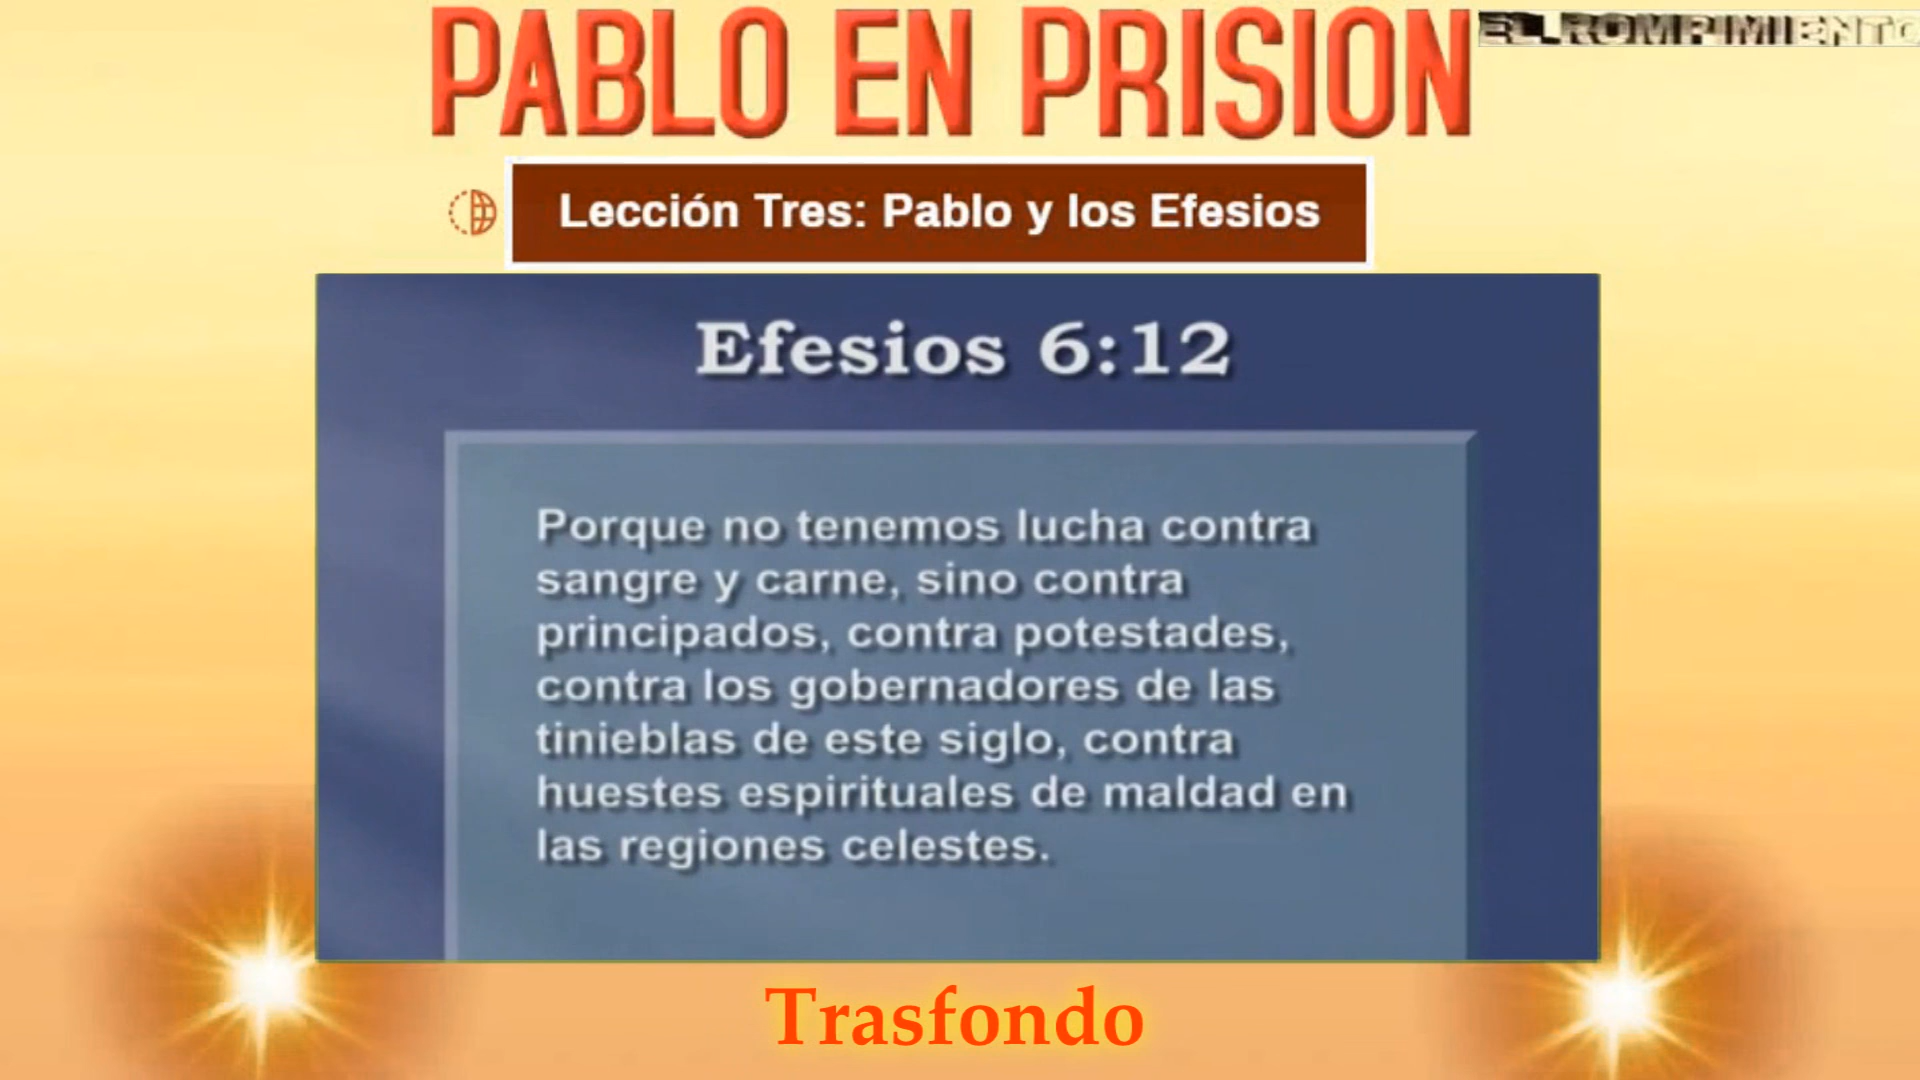 PABLO EN PRISION
EL ROMPIMIENTO
Lección Tres: Pablo y los Efesios
Efesios 6:12
Porque no tenemos lucha contra
sangre y carne, sino contra
principados, contra potestades,
contra los gobernadores de las
tinieblas de este siglo, contra
huestes espirituales de maldad en
las regiones celestes.
Trasfondo